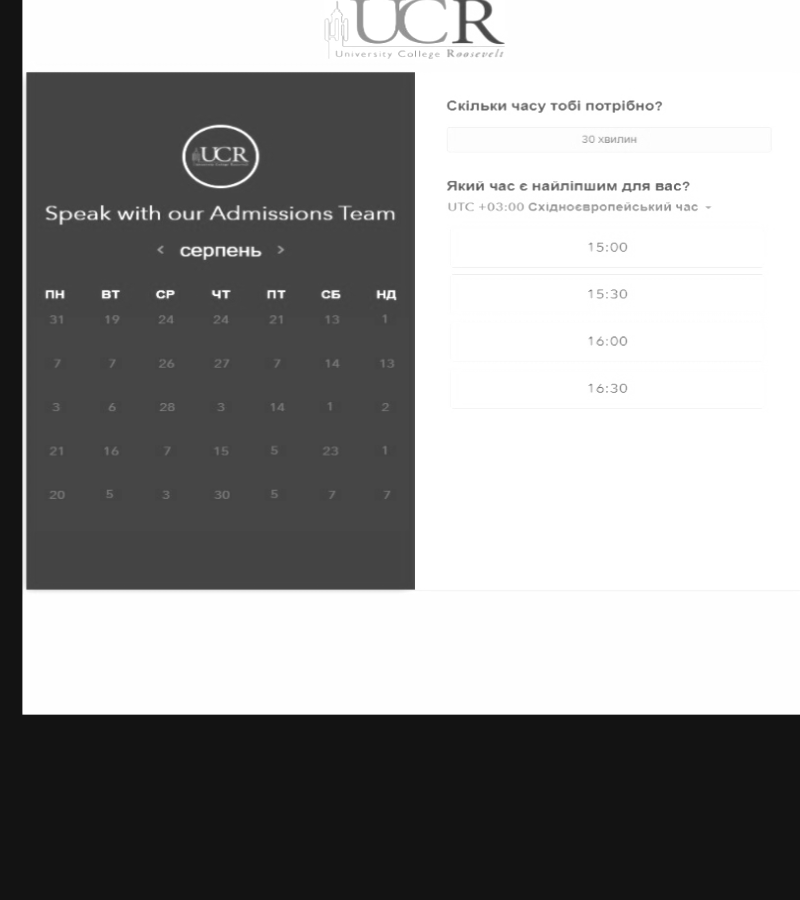 UCR
University College Roosevelt
UCR
Speak with our Admissions Team
< серпень >
ПН ВТ СР ЧТ ПТ СБ НД
31 19 24 24 21 13 1
7 7 26 27 7 14 13
3 6 28 3 14 1 2
21 16 7 15 5 23 1
20 5 3 30 5 7 7
Скільки часу тобі потрібно?
30 хвилин
Який час є найліпшим для вас?
UTC +03:00 Східноєвропейський час
15:00
15:30
16:00
16:30